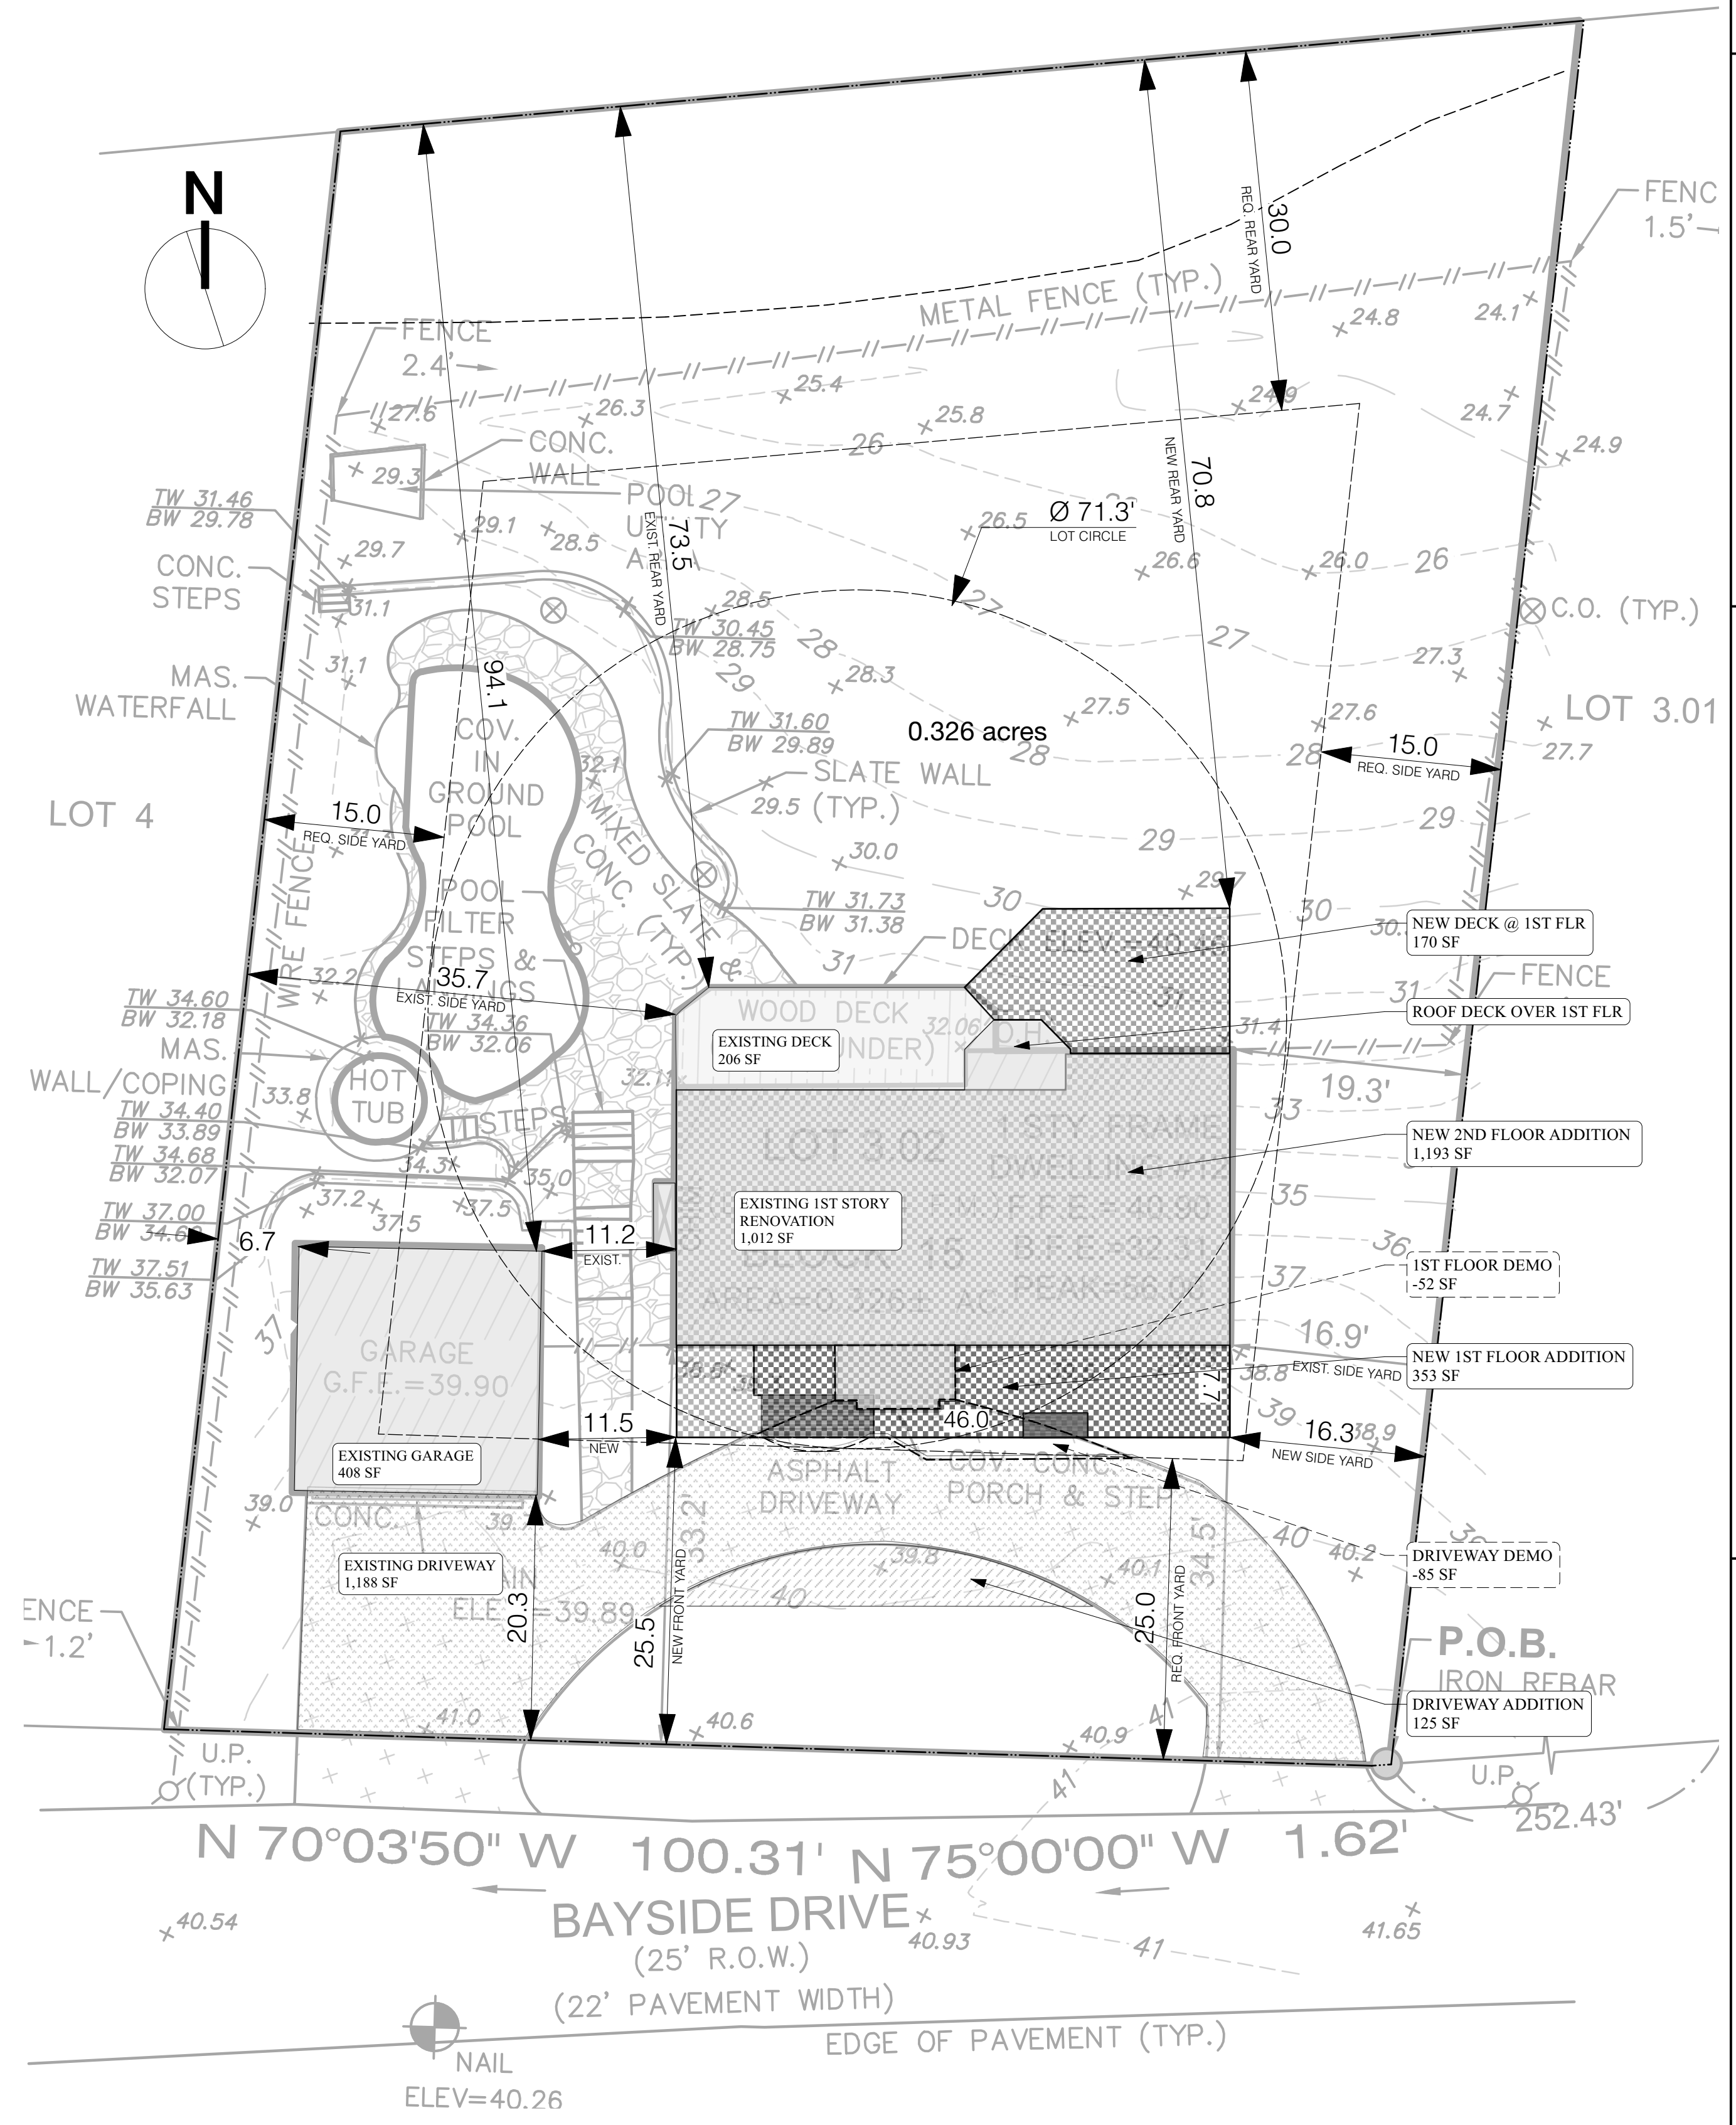 N
FENC
1.5'
30.0
REQ. REAR YARD
METAL FENCE (TYP.)
24.8
24.1
FENCE
2.4'
25.4
27.6
26.3
25.8
24.9
24.7
24.9
26
CONC.
WALL
29.3
70.8
NEW REAR YARD
TW 31.46
BW 29.78
POOL
27
73.5
EXIST. REAR YARD
Ø 71.3'
LOT CIRCLE
26.5
29.1
28.5
29.7
26.6
26.0
26
CONC.
STEPS
31.1
28.5
27
C.O. (TYP.)
TW 30.45
BW 28.75
28
27
27.3
31.1
29
28.3
MAS.
WATERFALL
94.1
COV.
IN
GROUND
POOL
TW 31.60
BW 29.89
27.5
27.6
LOT 3.01
27.7
0.326 acres
28
28
15.0
REQ. SIDE YARD
32.1
SLATE WALL
(TYP.)
29.5
LOT 4
15.0
REQ. SIDE YARD
MIXED SLATE &
CONC. (TYP.)
29
29
30.0
WIRE FENCE
POOL
FILTER
STEPS &
LANDINGS
30
29.7
30
TW 31.73
BW 31.38
NEW DECK @ 1ST FLR
170 SF
DECK
31
ELEV.=40.46
32.2
35.7
EXIST. SIDE YARD
FENCE
31
TW 34.60
BW 32.18
WOOD DECK
32.06
UNDER)
ROOF DECK OVER 1ST FLR
TW 34.36
BW 32.06
EXISTING DECK
206 SF
31.4
MAS.
WALL/COPING
32.11
HOT
TUB
19.3'
33.8
TW 34.40
BW 33.89
STEPS
33
NEW 2ND FLOOR ADDITION
1,193 SF
TW 34.68
BW 32.07
34.3
35.0
EXISTING 1ST STORY
RENOVATION
1,012 SF
35
TW 37.00
37.2
37.5
37.5
36
6.7
11.2
EXIST.
TW 37.51
BW 35.63
1ST FLOOR DEMO
-52 SF
37
37
GARAGE
G.F.E.=39.90
16.9'
EXIST. SIDE YARD
38.8
NEW 1ST FLOOR ADDITION
353 SF
7.7
39
11.5
NEW
46.0
16.3
NEW SIDE YARD
38.9
EXISTING GARAGE
408 SF
ASPHALT
DRIVEWAY
COV. CONC.
PORCH & STEP
39.0
CONC.
33.2'
34.5'
40
40.2
EXISTING DRIVEWAY
1,188 SF
40.0
39.8
40.1
DRIVEWAY DEMO
-85 SF
40
20.3
ENCE
1.2'
25.5
NEW FRONT YARD
25.0
REQ. FRONT YARD
P.O.B.
IRON REBAR
DRIVEWAY ADDITION
125 SF
41.0
40.6
40.9
41
U.P.
(TYP.)
41
U.P.
252.43'
N 70°03'50" W 100.31' N 75°00'00" W 1.62'
BAYSIDE DRIVE
40.54
40.93
41.65
(25' R.O.W.)
41
(22' PAVEMENT WIDTH)
EDGE OF PAVEMENT (TYP.)
NAIL
ELEV=40.26